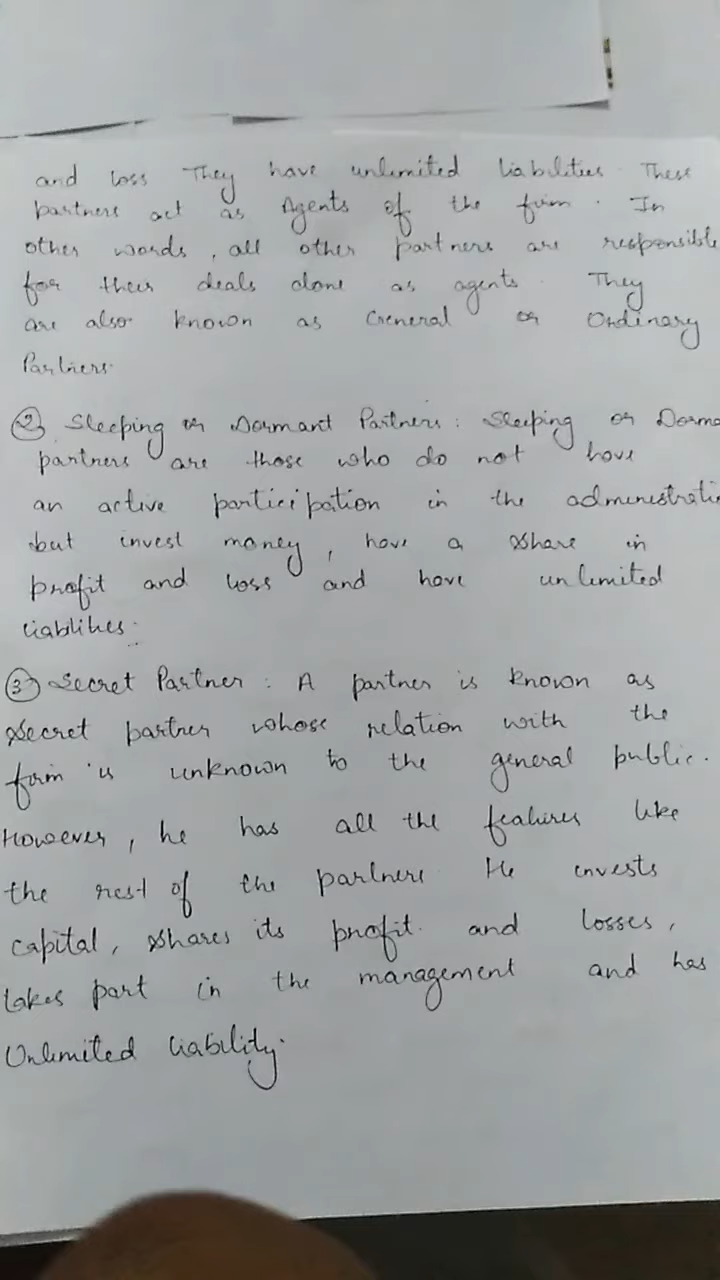 and loss They have unlimited liabilities. These
partners act as Agents of the firm. In
other words, all other partners are responsible
for their deals done as agents. They
are also known as General or Ordinary
Partners.
② Sleeping or Dormant Partners: Sleeping or Dorma
partners are those who do not have
an active participation in the administrati
but invest money, have a share in
profit and loss and have unlimited
liabilities.
③ Secret Partner: A partner is known as
secret partner whose relation with the
firm is unknown to the general public.
However, he has all the features like
the rest of the partners He invests
capital, shares its profit. and losses,
takes part in the management and has
Unlimited liability.